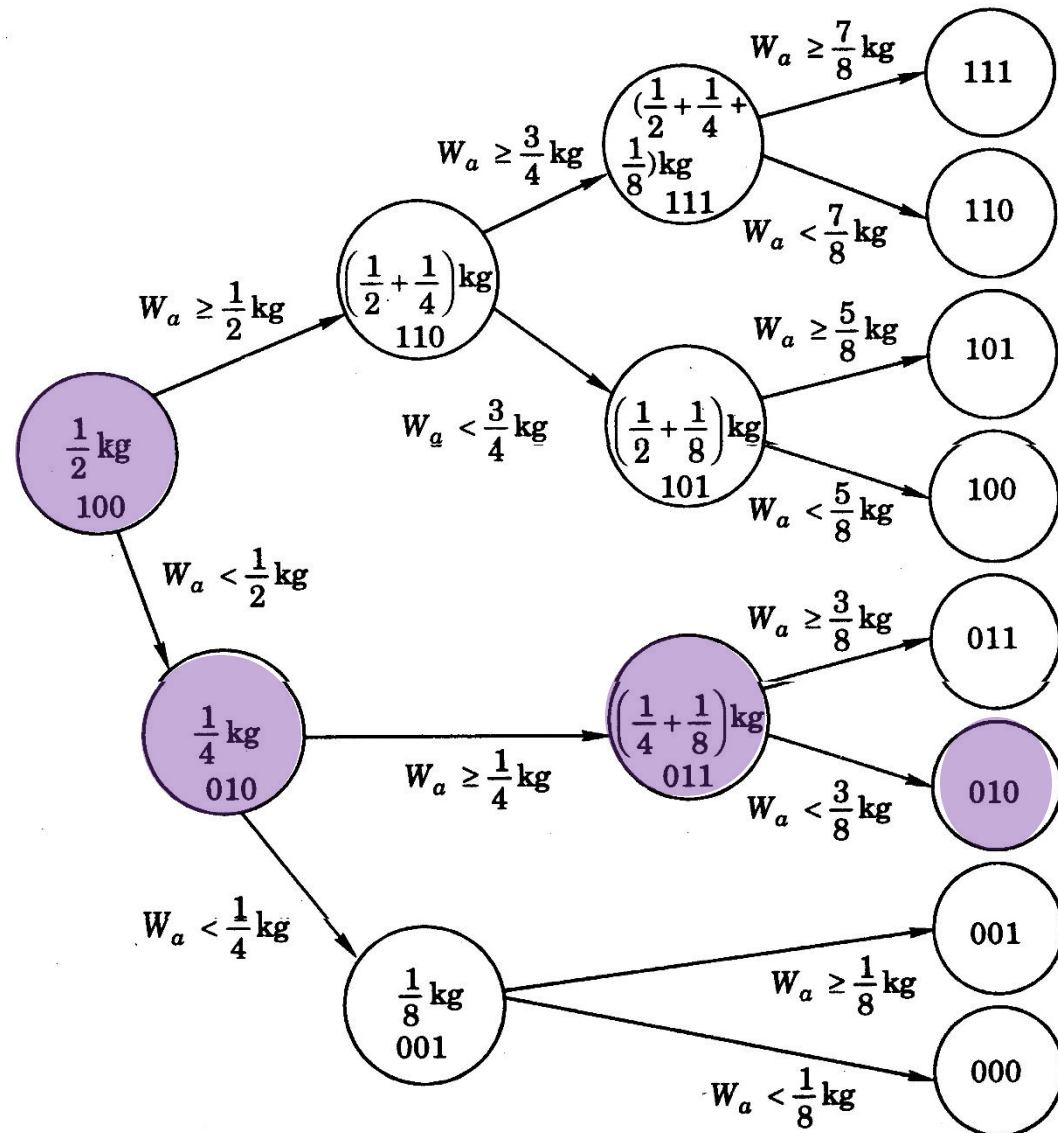 (1/2 + 1/4 +
1/8)kg
111
W_a ≥ 7/8 kg
111
W_a < 7/8 kg
110
W_a ≥ 3/4 kg
(1/2 + 1/4)kg
110
W_a ≥ 1/2 kg
W_a < 3/4 kg
(1/2 + 1/8)kg
101
W_a ≥ 5/8 kg
101
W_a < 5/8 kg
100
1/2 kg
100
W_a < 1/2 kg
1/4 kg
010
W_a ≥ 1/4 kg
(1/4 + 1/8)kg
011
W_a ≥ 3/8 kg
011
W_a < 3/8 kg
010
W_a < 1/4 kg
1/8 kg
001
W_a ≥ 1/8 kg
001
W_a < 1/8 kg
000